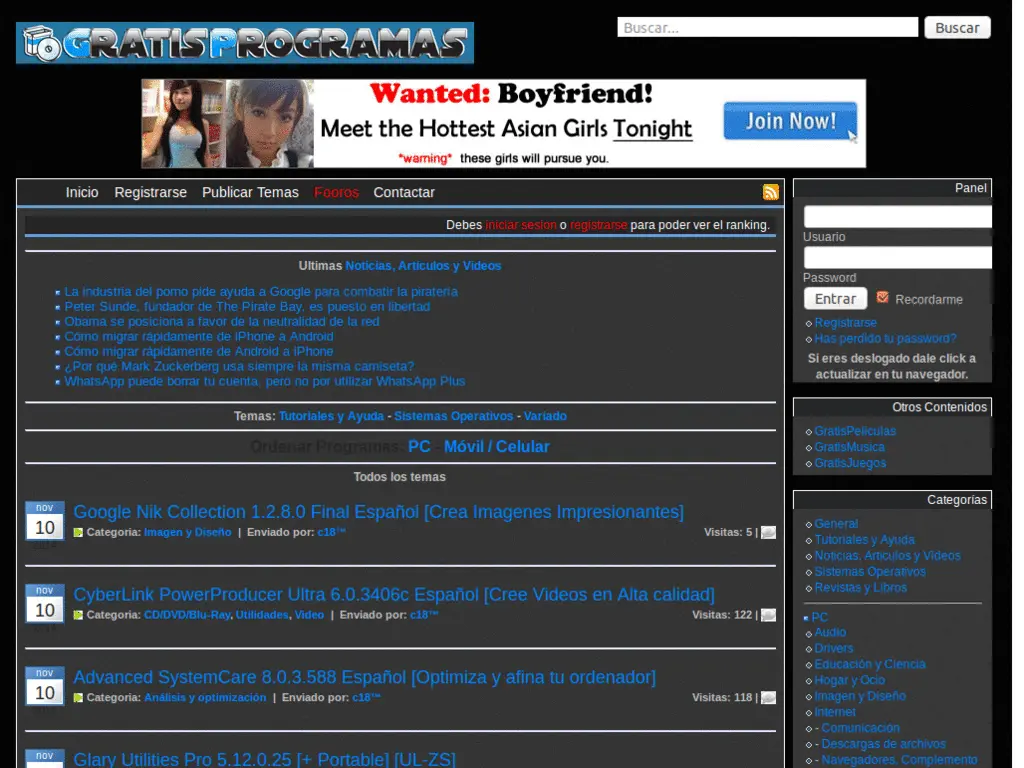 GRATISPROGRAMAS
Buscar...
Buscar
Wanted: Boyfriend!
Meet the Hottest Asian Girls Tonight
*warning* these girls will pursue you.
Join Now!
Inicio Registrarse Publicar Temas Fooros Contactar
Debes iniciar sesion o registrarse para poder ver el ranking.
Ultimas Noticias, Articulos y Videos
La industria del porno pide ayuda a Google para combatir la piratería
Peter Sunde, fundador de The Pirate Bay, es puesto en libertad
Obama se posiciona a favor de la neutralidad de la red
Cómo migrar rápidamente de iPhone a Android
Cómo migrar rápidamente de Android a iPhone
¿Por qué Mark Zuckerberg usa siempre la misma camiseta?
WhatsApp puede borrar tu cuenta, pero no por utilizar WhatsApp Plus
Temas: Tutoriales y Ayuda - Sistemas Operativos - Variado
Ordenar Programas: PC - Móvil / Celular
Todos los temas
nov
10
Google Nik Collection 1.2.8.0 Final Español [Crea Imagenes Impresionantes]
Categoria: Imagen y Diseño | Enviado por: c18™
Visitas: 5 |
nov
10
CyberLink PowerProducer Ultra 6.0.3406c Español [Cree Videos en Alta calidad]
Categoria: CD/DVD/Blu-Ray, Utilidades, Video | Enviado por: c18™
Visitas: 122 |
nov
10
Advanced SystemCare 8.0.3.588 Español [Optimiza y afina tu ordenador]
Categoria: Análisis y optimización | Enviado por: c18™
Visitas: 118 |
nov
Glary Utilities Pro 5.12.0.25 [+ Portable] [UL-ZS]
Panel
Usuario
Password
Entrar
Recordarme
Registrarse
Has perdido tu password?
Si eres deslogado dale click a
actualizar en tu navegador.
Otros Contenidos
GratisPeliculas
GratisMusica
GratisJuegos
Categorías
General
Tutoriales y Ayuda
Noticias, Articulos y Videos
Sistemas Operativos
Revistas y Libros
PC
Audio
Drivers
Educación y Ciencia
Hogar y Ocio
Imagen y Diseño
Internet
- Comunicación
- Descargas de archivos
- Navegadores, Complemento